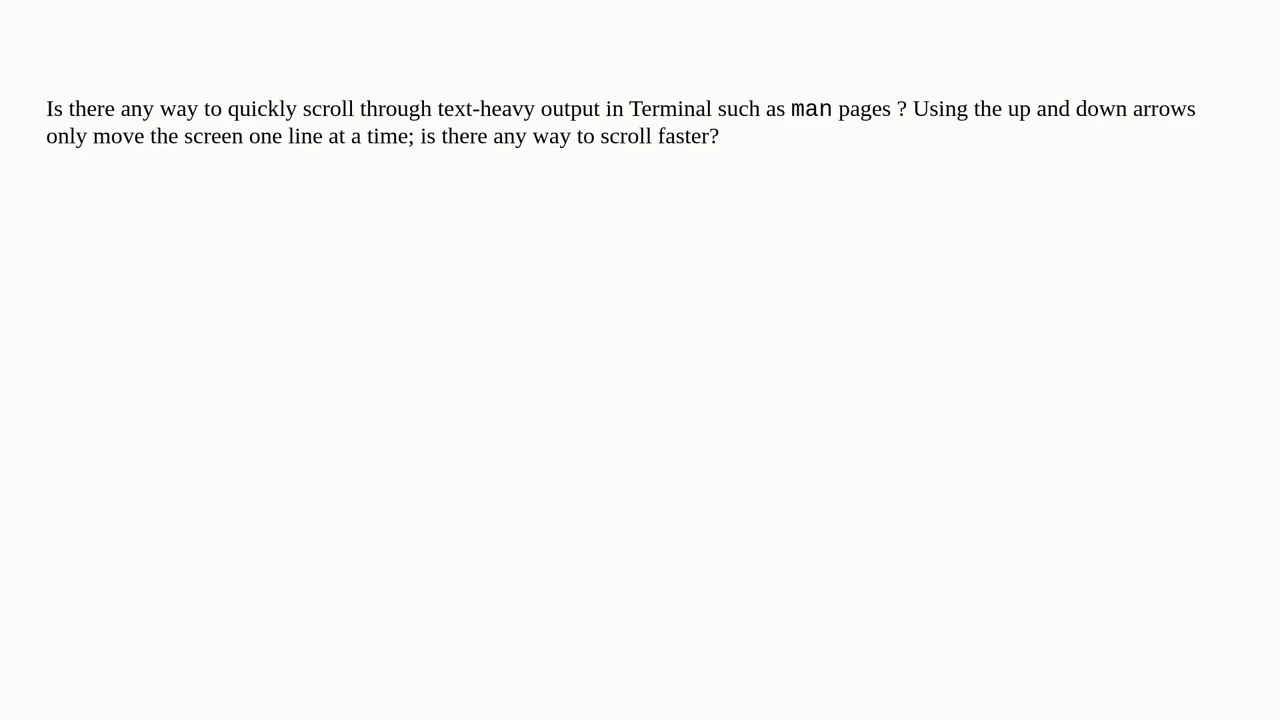 Is there any way to quickly scroll through text-heavy output in Terminal such as man pages ? Using the up and down arrows
only move the screen one line at a time; is there any way to scroll faster?